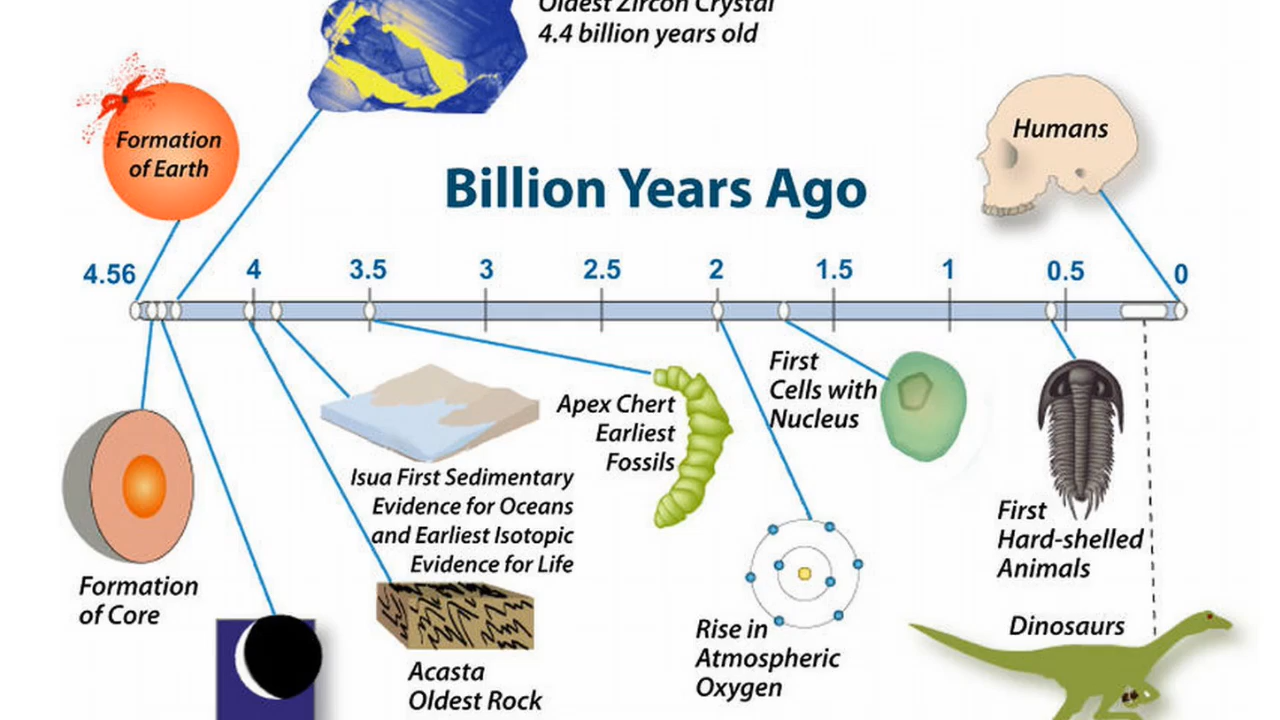 Oldest Zircon Crystal
4.4 billion years old
Formation
of Earth
Humans
Billion Years Ago
4.56
4
3.5
3
2.5
2
1.5
1
0.5
0
First
Cells with
Nucleus
Apex Chert
Earliest
Fossils
Isua First Sedimentary
Evidence for Oceans
and Earliest Isotopic
Evidence for Life
First
Hard-shelled
Animals
Formation
of Core
Rise in
Atmospheric
Oxygen
Dinosaurs
Acasta
Oldest Rock